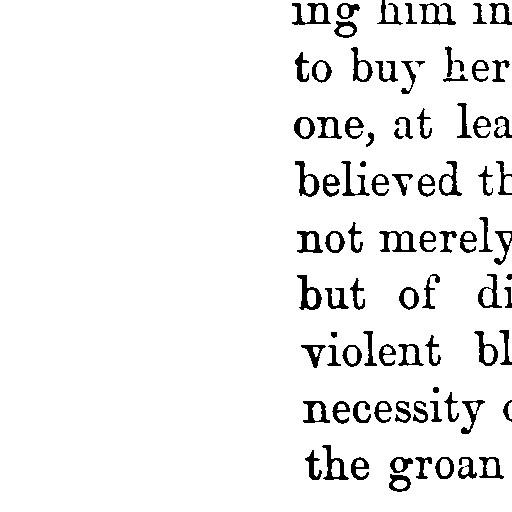 ing him in
to buy her
one, at lea
believed th
not merely
but of di
violent bl
necessity
the groan